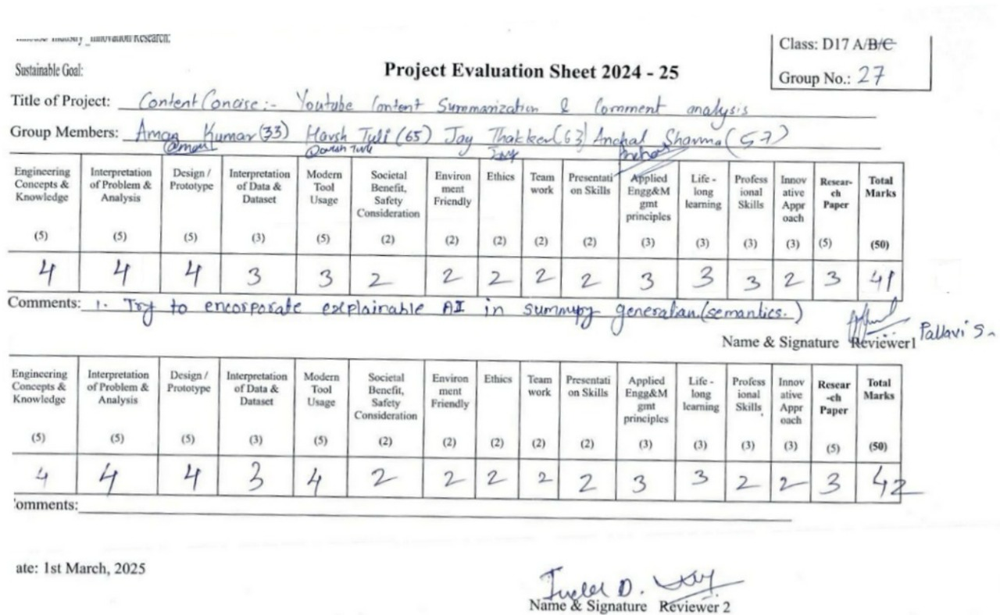 Inhouse Industry_Innovation/Research:
Class: D17 A/B/C
Sustainable Goal:
Project Evaluation Sheet 2024 - 25
Group No.: 27
Title of Project: Content Concise:- Youtube Content Summarization & Comment analysis
Group Members: Aman Kumar (33) Harsh Tuli (65) Jay Thakker (63) Anchal Sharma (57)
Engineering Concepts & Knowledge (5) Interpretation of Problem & Analysis (5) Design / Prototype (5) Interpretation of Data & Dataset (3) Modern Tool Usage (5) Societal Benefit, Safety Consideration (2) Environ ment Friendly (2) Ethics (2) Team work (2) Presentati on Skills (2) Applied Engg&M gmt principles (3) Life - long learning (3) Profess ional Skills (3) Innov ative Appr oach (3) Resear- ch Paper (5) Total Marks (50)
4 4 4 3 3 2 2 2 2 2 3 3 3 2 3 41
Comments: 1. Try to encorporate explainable AI in summupy generalian (semantics.)
Pallavi S.
Name & Signature Reviewer1
Engineering Concepts & Knowledge (5) Interpretation of Problem & Analysis (5) Design / Prototype (5) Interpretation of Data & Dataset (3) Modern Tool Usage (5) Societal Benefit, Safety Consideration (2) Environ ment Friendly (2) Ethics (2) Team work (2) Presentati on Skills (2) Applied Engg&M gmt principles (3) Life - long learning (3) Profess ional Skills (3) Innov ative Appr oach (3) Resear -ch Paper (5) Total Marks (50)
4 4 4 3 4 2 2 2 2 2 3 3 2 2 3 42
omments:
ate: 1st March, 2025
Name & Signature Reviewer 2